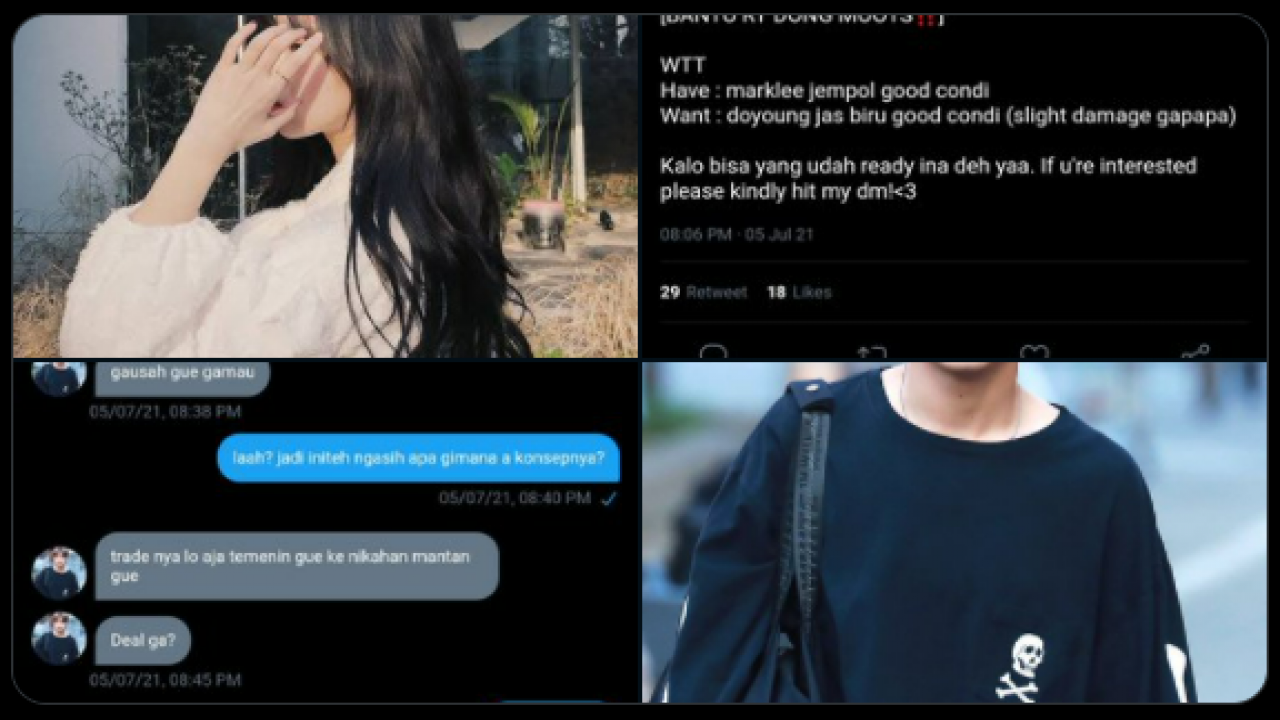 [BANTU RT DONG MOOTS‼️]
WTT
Have : marklee jempol good condi
Want : doyoung jas biru good condi (slight damage gapapa)
Kalo bisa yang udah ready ina deh yaa. If u're interested
please kindly hit my dm!<3
08:06 PM · 05 Jul 21
29 Retweet 18 Likes
gausah gue gamau
05/07/21, 08:38 PM
laah? jadi initeh ngasih apa gimana a konsepnya?
05/07/21, 08:40 PM
trade nya lo aja temenin gue ke nikahan mantan
gue
Deal ga?
05/07/21, 08:45 PM